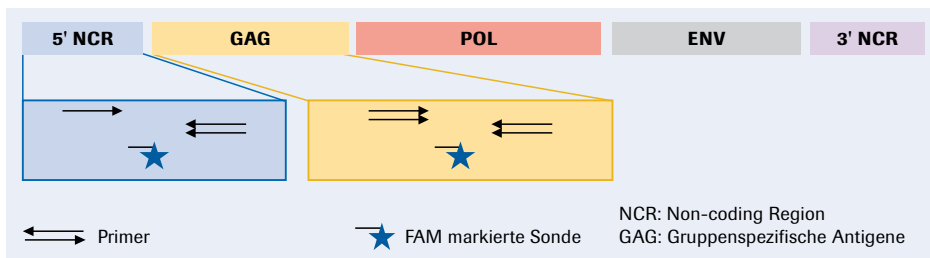 5' NCR GAG POL ENV 3' NCR
Primer
FAM markierte Sonde
NCR: Non-coding Region
GAG: Gruppenspezifische Antigene